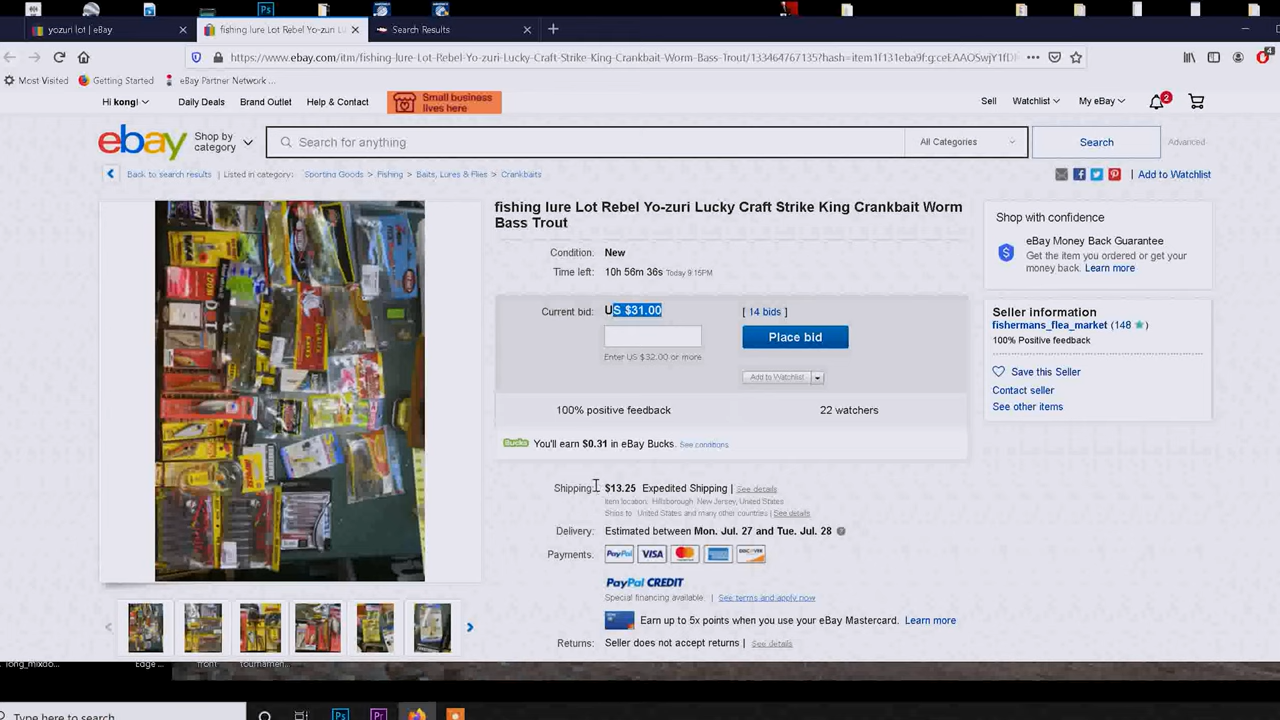 yozuri lot | eBay
fishing lure Lot Rebel Yo-zuri Lu
Search Results
https://www.ebay.com/itm/fishing-lure-Lot-Rebel-Yo-zuri-Lucky-Craft-Strike-King-Crankbait-Worm-Bass-Trout/133464767135?hash=item1f131eba9f:g:ceEAAOSwjY1fDF
Most Visited
Getting Started
eBay Partner Network ...
Hi kong!
Daily Deals
Brand Outlet
Help & Contact
Small business
lives here
Sell
Watchlist
My eBay
2
ebay
Shop by
category
Search for anything
All Categories
Search
Advanced
Back to search results | Listed in category:
Sporting Goods > Fishing > Baits, Lures & Flies > Crankbaits
Add to Watchlist
fishing lure Lot Rebel Yo-zuri Lucky Craft Strike King Crankbait Worm
Bass Trout
Condition: New
Time left: 10h 56m 36s Today 9:15PM
Current bid: US $31.00
[ 14 bids ]
Place bid
Enter US $32.00 or more
Add to Watchlist
100% positive feedback
22 watchers
Bucks You'll earn $0.31 in eBay Bucks. See conditions
Shipping: $13.25 Expedited Shipping | See details
Item location: Hillsborough New Jersey, United States
Ships to: United States and many other countries | See details
Delivery: Estimated between Mon. Jul. 27 and Tue. Jul. 28
Payments: PayPal VISA MasterCard DISCOVER
PayPal CREDIT
Special financing available. | See terms and apply now
Earn up to 5x points when you use your eBay Mastercard. Learn more
Returns: Seller does not accept returns | See details
Shop with confidence
eBay Money Back Guarantee
Get the item you ordered or get your
money back. Learn more
Seller information
fishermans_flea_market (148 )
100% Positive feedback
Save this Seller
Contact seller
See other items
long_mixdo...
Edge ...
front
tournamen...
Type here to search
Ps
Pr